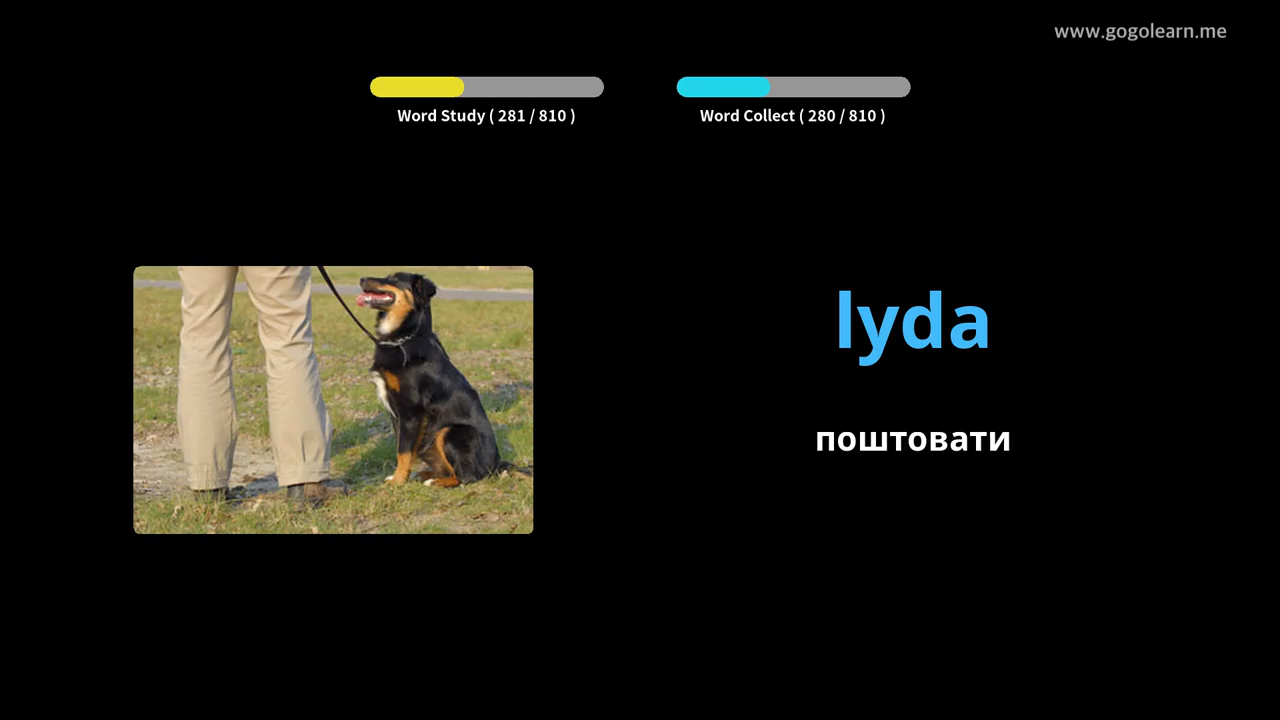 www.gogolearn.me
Word Study ( 281 / 810 )
Word Collect ( 280 / 810 )
lyda
поштовати